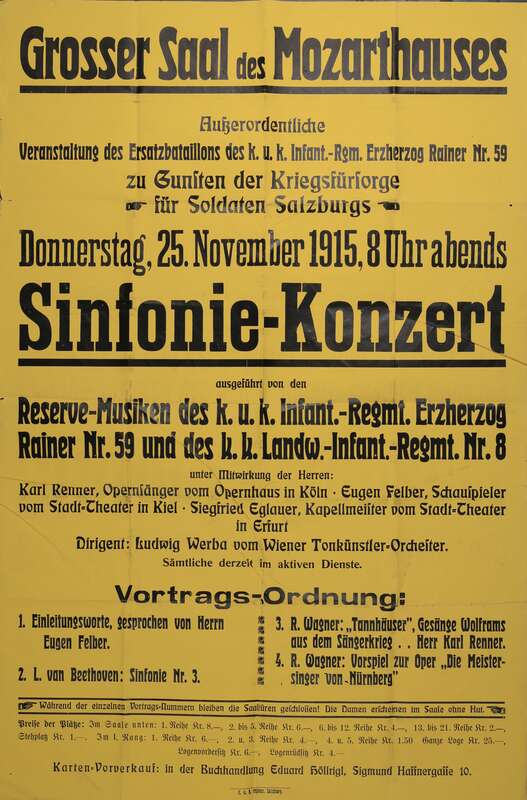 Grosser Saal des Mozarthauses
Außerordentliche
Veranstaltung des Ersatzbataillons des k. u. k. Infant.-Rgm. Erzherzog Rainer Nr. 59
zu Gunsten der Kriegsfürsorge
für Soldaten Salzburgs
Donnerstag, 25. November 1915, 8 Uhr abends
Sinfonie-Konzert
ausgeführt von den
Reserve-Musiken des k. u. k. Infant.-Regmt. Erzherzog
Rainer Nr. 59 und des k. k. Landw.-Infant.-Regmt. Nr. 8
unter Mitwirkung der Herren:
Karl Renner, Opernsänger vom Opernhaus in Köln · Eugen Felber, Schauspieler
vom Stadt-Theater in Kiel · Siegfried Eglauer, Kapellmeister vom Stadt-Theater
in Erfurt
Dirigent: Ludwig Werba vom Wiener Tonkünstler-Orchester.
Sämtliche derzeit im aktiven Dienste.
Vortrags-Ordnung:
1. Einleitungsworte, gesprochen von Herrn
Eugen Felber.
2. L. van Beethoven: Sinfonie Nr. 3.
3. R. Wagner: „Tannhäuser", Gesänge Wolframs
aus dem Sängerkrieg . . Herr Karl Renner.
4. R. Wagner: Vorspiel zur Oper „Die Meister-
singer von Nürnberg"
Während der einzelnen Vortrags-Nummern bleiben die Saaltüren geschlossen! Die Damen erscheinen im Saale ohne Hut.
Preise der Plätze: Im Saale unten: 1. Reihe Kr. 8.—, 2. bis 5. Reihe Kr. 6.—, 6. bis 12. Reihe Kr. 4.—, 13. bis 21. Reihe Kr. 2.—,
Stehplatz Kr. 1.—. Im I. Rang: 1. Reihe Kr. 6.—, 2. u. 3. Reihe Kr. 4.—, 4. u. 5. Reihe Kr. 1.50 Ganze Loge Kr. 25.—,
Logenvordersitz Kr. 6.—, Logenrücksitz Kr. 4.—
Karten-Vorverkauf: in der Buchhandlung Eduard Höllrigl, Sigmund Haffnergasse 10.